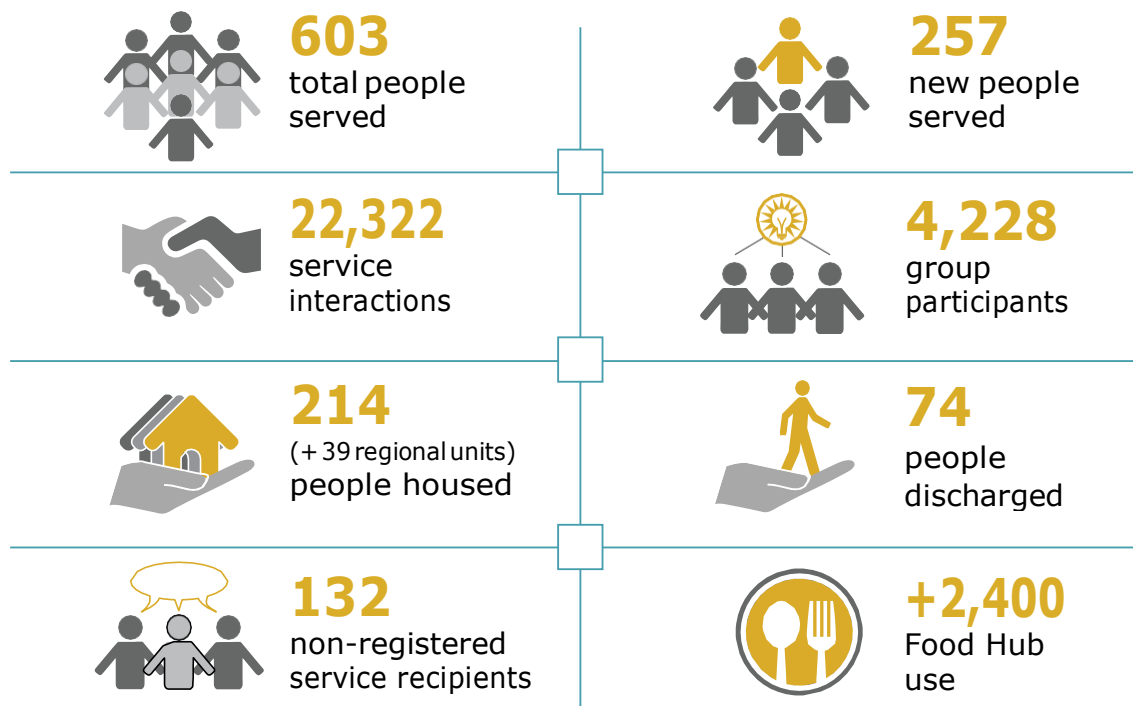 603
total people
served
257
new people
served
22,322
service
interactions
4,228
group
participants
214
(+ 39 regional units)
people housed
74
people
discharged
132
non-registered
service recipients
+2,400
Food Hub
use